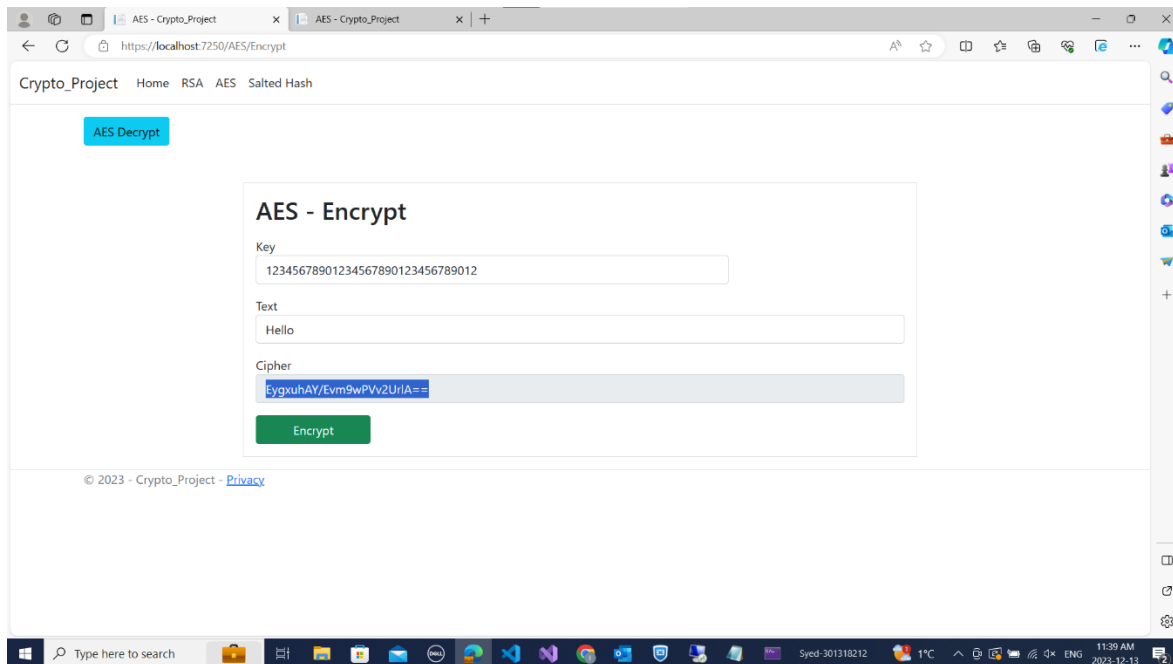 AES - Crypto_Project
AES - Crypto_Project
https://localhost:7250/AES/Encrypt
Crypto_Project Home RSA AES Salted Hash
AES Decrypt
AES - Encrypt
Key
12345678901234567890123456789012
Text
Hello
Cipher
EygxuhAY/Evm9wPVv2UrlA==
Encrypt
© 2023 - Crypto_Project - Privacy
Type here to search
DELL
Syed-301318212
1°C
ENG
11:39 AM
2023-12-13